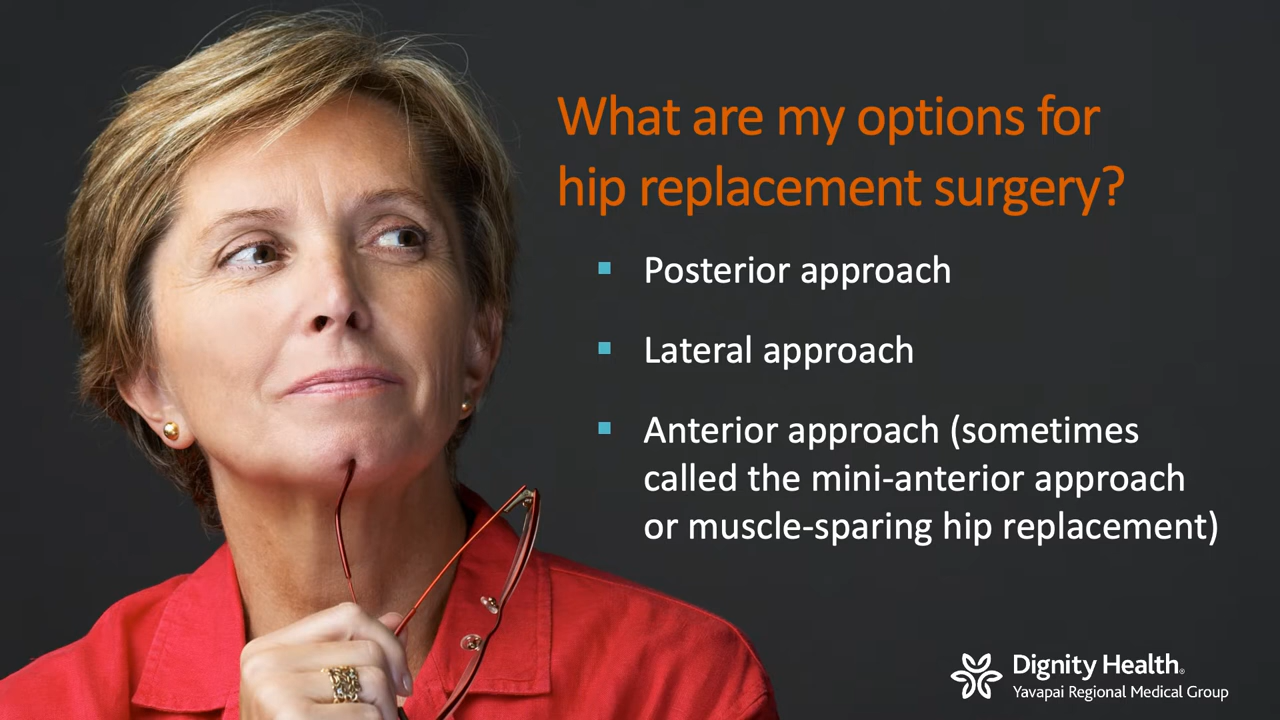 What are my options for
hip replacement surgery?
Posterior approach
Lateral approach
Anterior approach (sometimes
called the mini-anterior approach
or muscle-sparing hip replacement)
Dignity Health®
Yavapai Regional Medical Group